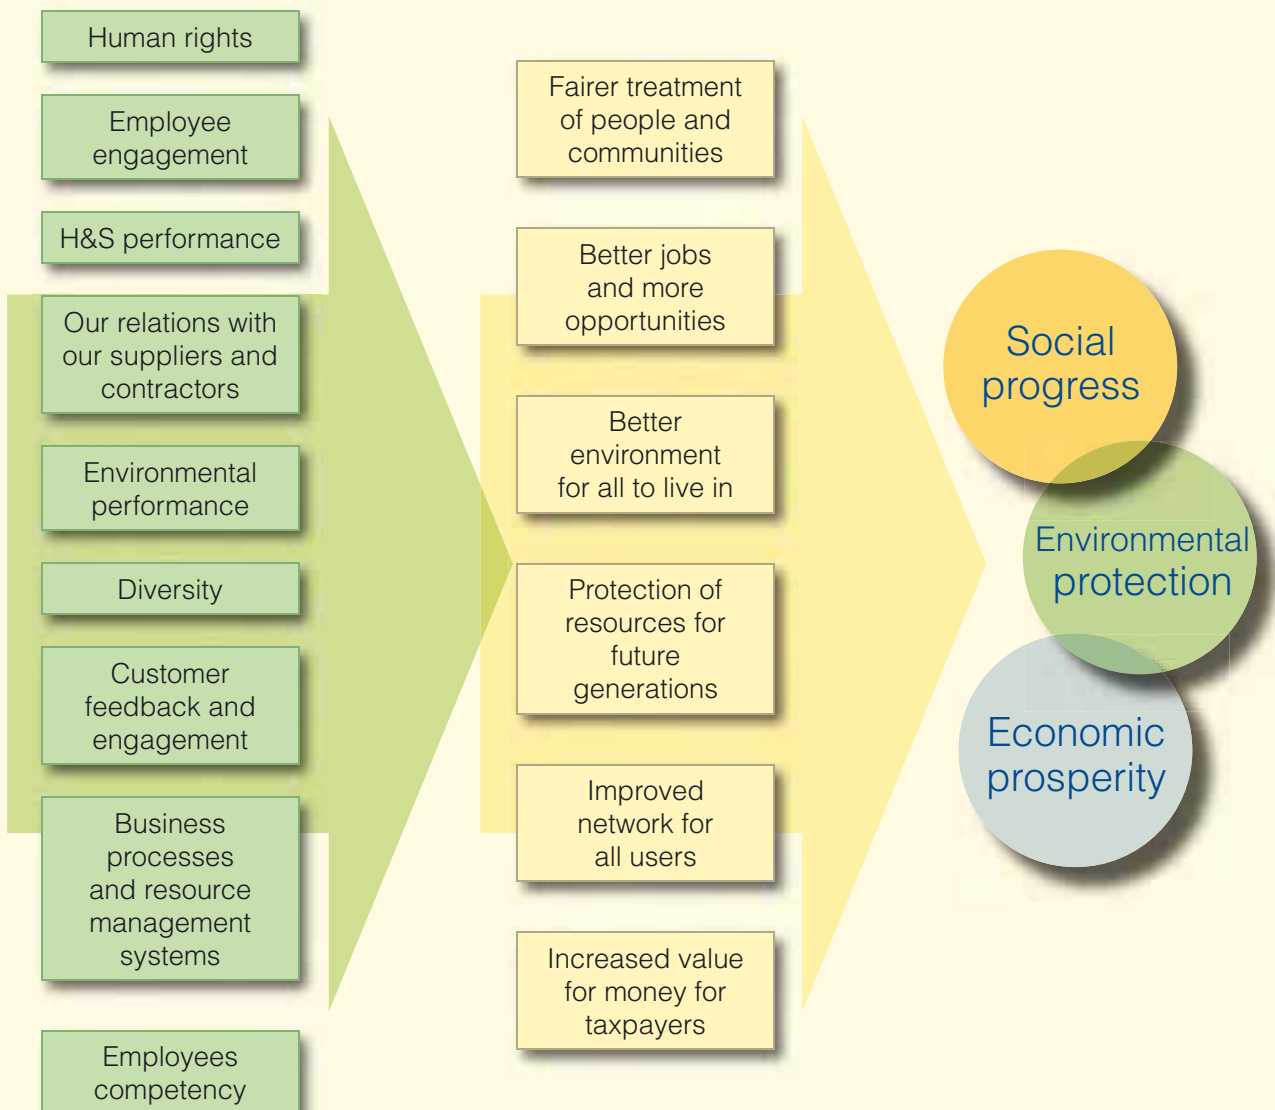 Human rights
Employee
engagement
H&S performance
Our relations with
our suppliers and
contractors
Environmental
performance
Diversity
Customer
feedback and
engagement
Business
processes
and resource
management
systems
Employees
competency
Fairer treatment
of people and
communities
Better jobs
and more
opportunities
Better
environment
for all to live in
Protection of
resources for
future
generations
Improved
network for
all users
Increased value
for money for
taxpayers
Social
progress
Environmental
protection
Economic
prosperity